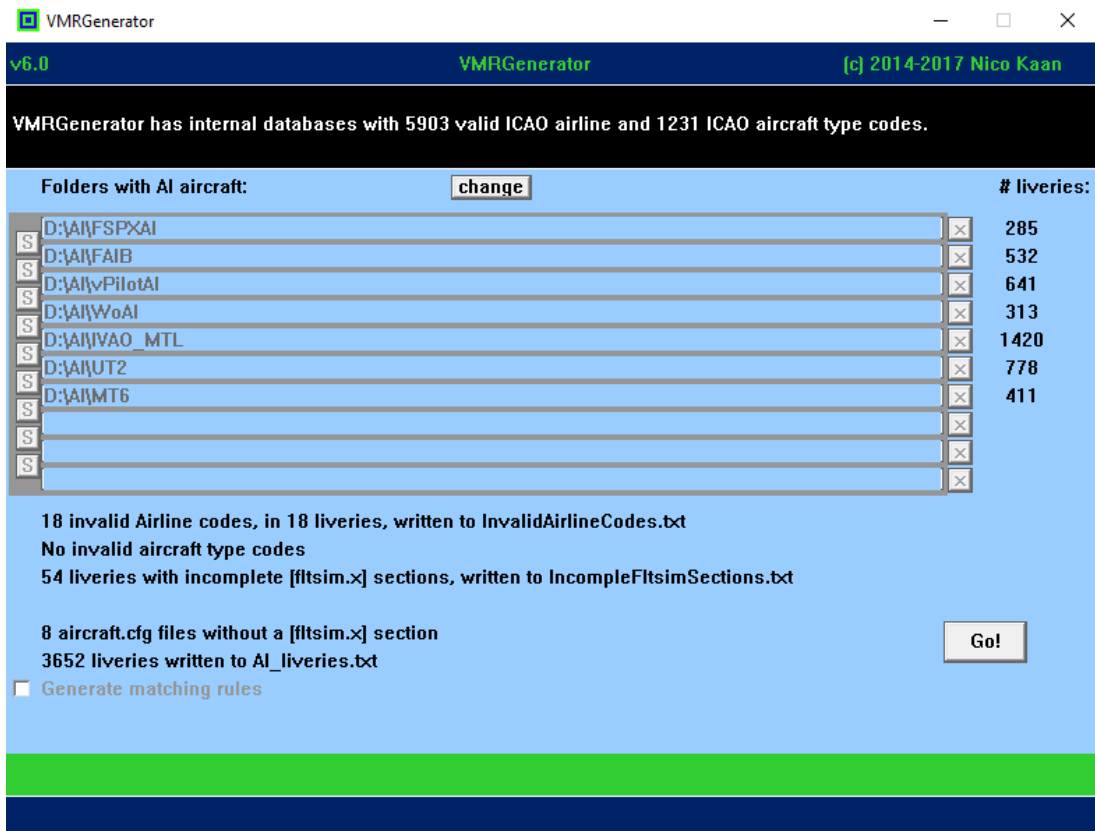 VMRGenerator
v6.0 VMRGenerator (c) 2014-2017 Nico Kaan
VMRGenerator has internal databases with 5903 valid ICAO airline and 1231 ICAO aircraft type codes.
Folders with AI aircraft: change # liveries:
D:\AI\FSPXAI 285
S
D:\AI\FAIB 532
S
D:\AI\vPilotAI 641
S
D:\AI\WoAI 313
S
D:\AI\IVAO_MTL 1420
S
D:\AI\UT2 778
S
D:\AI\MT6 411
S
S
S
18 invalid Airline codes, in 18 liveries, written to InvalidAirlineCodes.txt
No invalid aircraft type codes
54 liveries with incomplete [fltsim.x] sections, written to IncompleFltsimSections.txt
8 aircraft.cfg files without a [fltsim.x] section
Go!
3652 liveries written to AI_liveries.txt
Generate matching rules